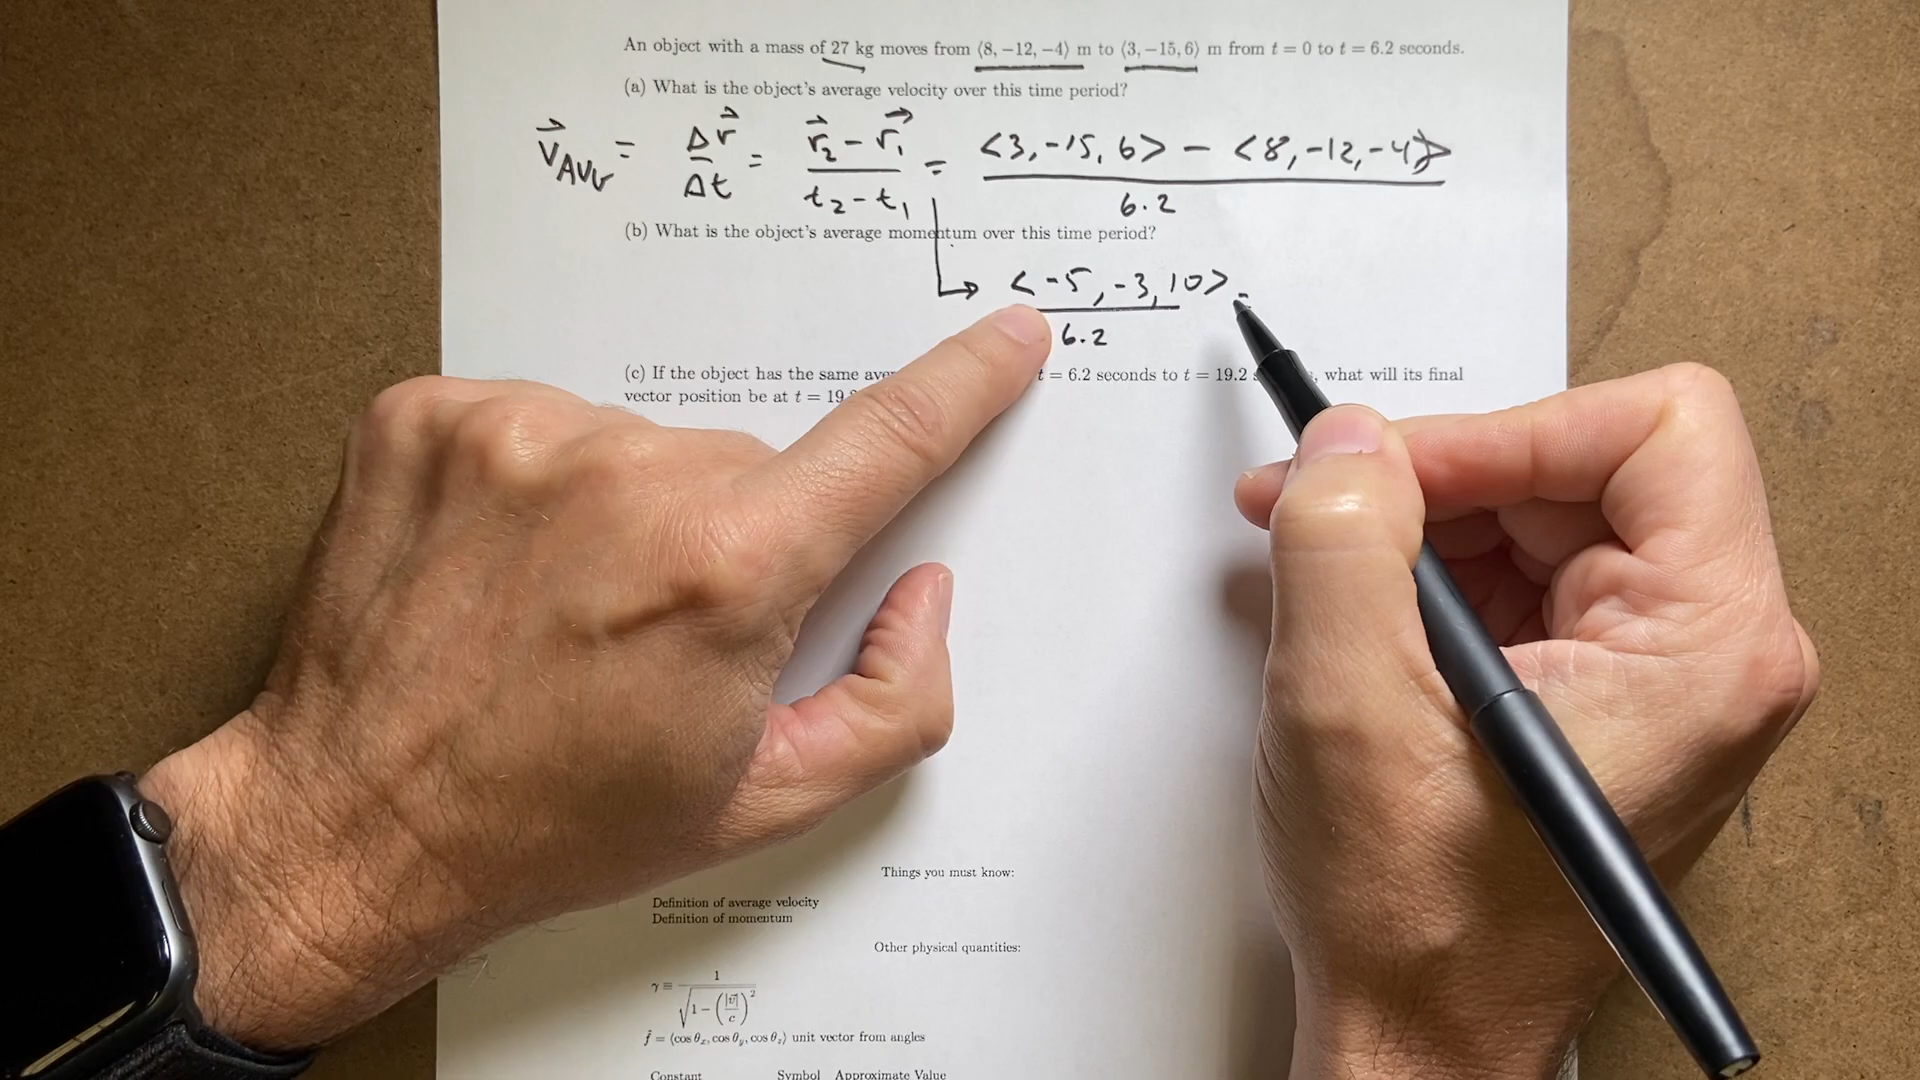 An object with a mass of 27 kg moves from ⟨8, −12, −4⟩ m to ⟨3, −15, 6⟩ m from t = 0 to t = 6.2 seconds.
(a) What is the object's average velocity over this time period?
v⃗AVG = Δr⃗/Δt = (r⃗₂ − r⃗₁)/(t₂ − t₁) = (<3, -15, 6> − <8, -12, -4>)/6.2
(b) What is the object's average momentum over this time period?
↳ <-5, -3, 10>/6.2
(c) If the object has the same t = 6.2 seconds to t = 19.2 , what will its final
vector position be at t = 19
Things you must know:
Definition of average velocity
Definition of momentum
Other physical quantities:
γ ≡ 1/√(1 − (|v⃗|/c)²)
f̂ = ⟨cos θx, cos θy, cos θz⟩ unit vector from angles
Constant Symbol Approximate Value